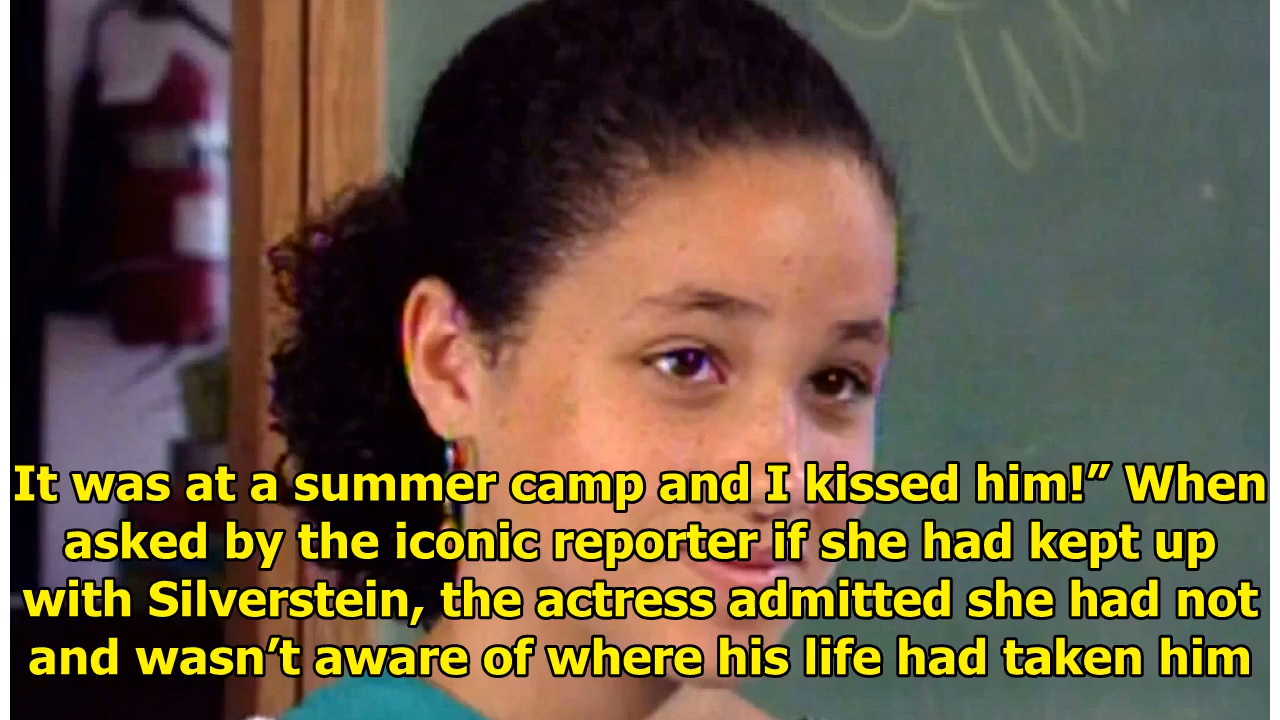 It was at a summer camp and I kissed him!” When
asked by the iconic reporter if she had kept up
with Silverstein, the actress admitted she had not
and wasn’t aware of where his life had taken him